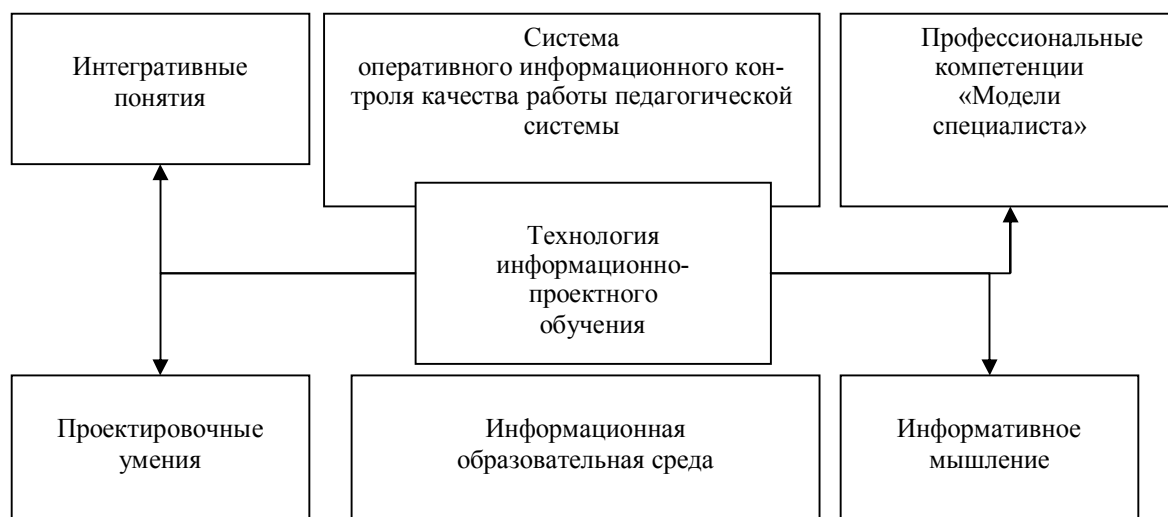 Интегративные
понятия
Система
оперативного информационного кон-
троля качества работы педагогической
системы
Профессиональные
компетенции
«Модели
специалиста»
Технология
информационно-
проектного
обучения
Проектировочные
умения
Информационная
образовательная среда
Информативное
мышление